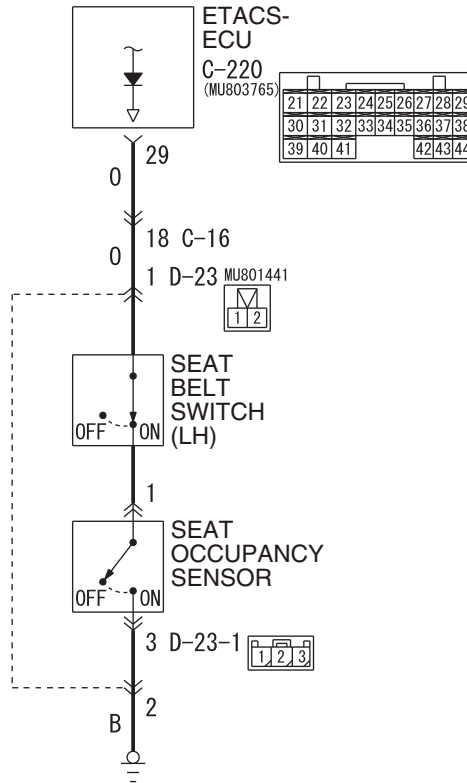 ETACS-
ECU
C-220
(MU803765)
21 22 23 24 25 26 27 28 29
30 31 32 33 34 35 36 37 38
39 40 41 42 43 44
29
O
18 C-16
O
1 D-23 MU801441
1 2
SEAT
BELT
SWITCH
(LH)
OFF ON
1
SEAT
OCCUPANCY
SENSOR
OFF ON
3 D-23-1
1 2 3
2
B